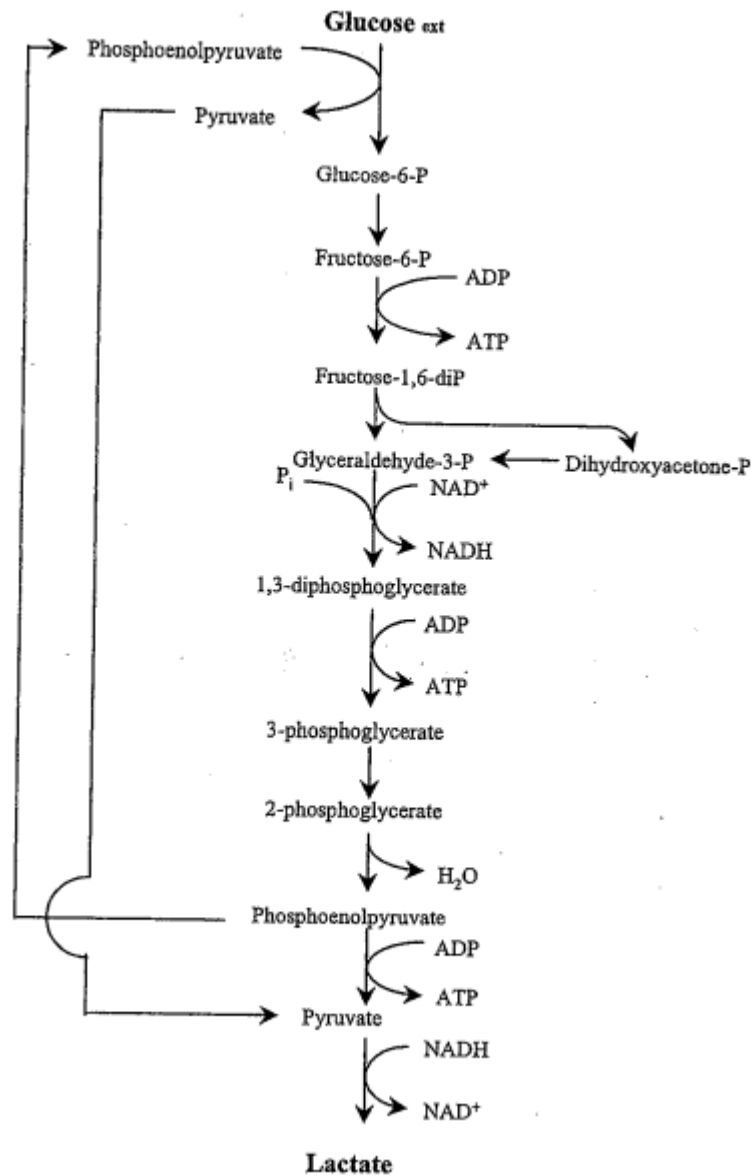 Glucose ext
Phosphoenolpyruvate
Pyruvate
Glucose-6-P
Fructose-6-P
ADP
ATP
Fructose-1,6-diP
Glyceraldehyde-3-P
Dihydroxyacetone-P
Pi
NAD+
NADH
1,3-diphosphoglycerate
ADP
ATP
3-phosphoglycerate
2-phosphoglycerate
H2O
Phosphoenolpyruvate
ADP
ATP
Pyruvate
NADH
NAD+
Lactate